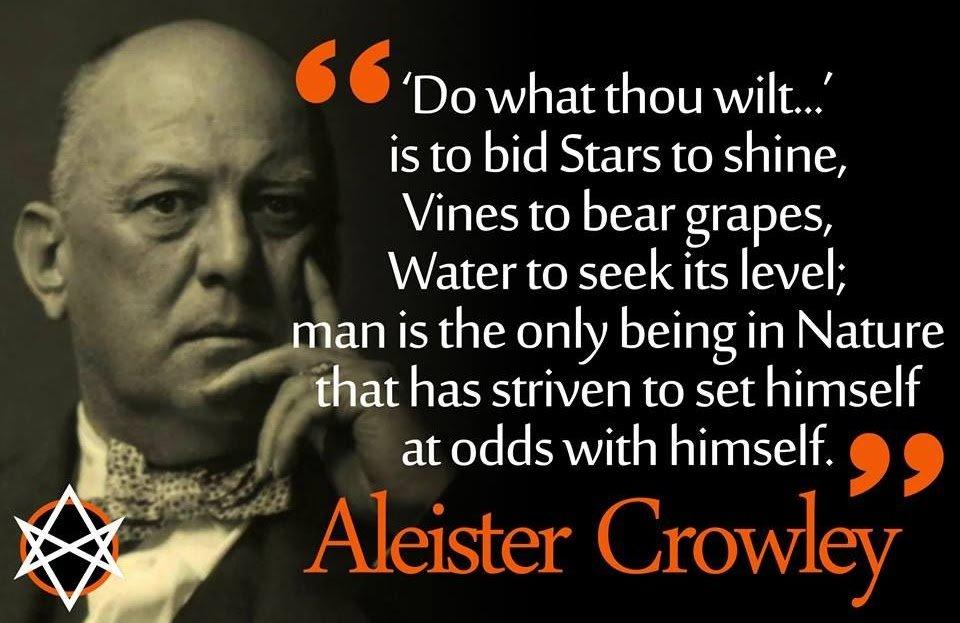 “‘Do what thou wilt...’
is to bid Stars to shine,
Vines to bear grapes,
Water to seek its level;
man is the only being in Nature
that has striven to set himself
at odds with himself.”
Aleister Crowley